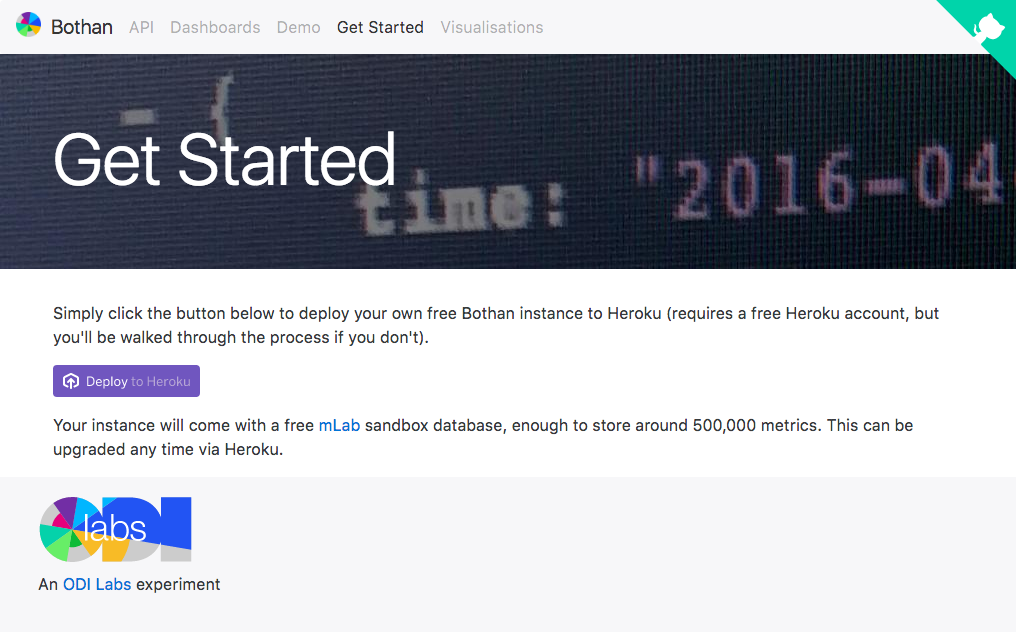 Bothan API Dashboards Demo Get Started Visualisations
- {
Get Started
time: "2016-04
Simply click the button below to deploy your own free Bothan instance to Heroku (requires a free Heroku account, but
you'll be walked through the process if you don't).
Deploy to Heroku
Your instance will come with a free mLab sandbox database, enough to store around 500,000 metrics. This can be
upgraded any time via Heroku.
ODI
labs
An ODI Labs experiment